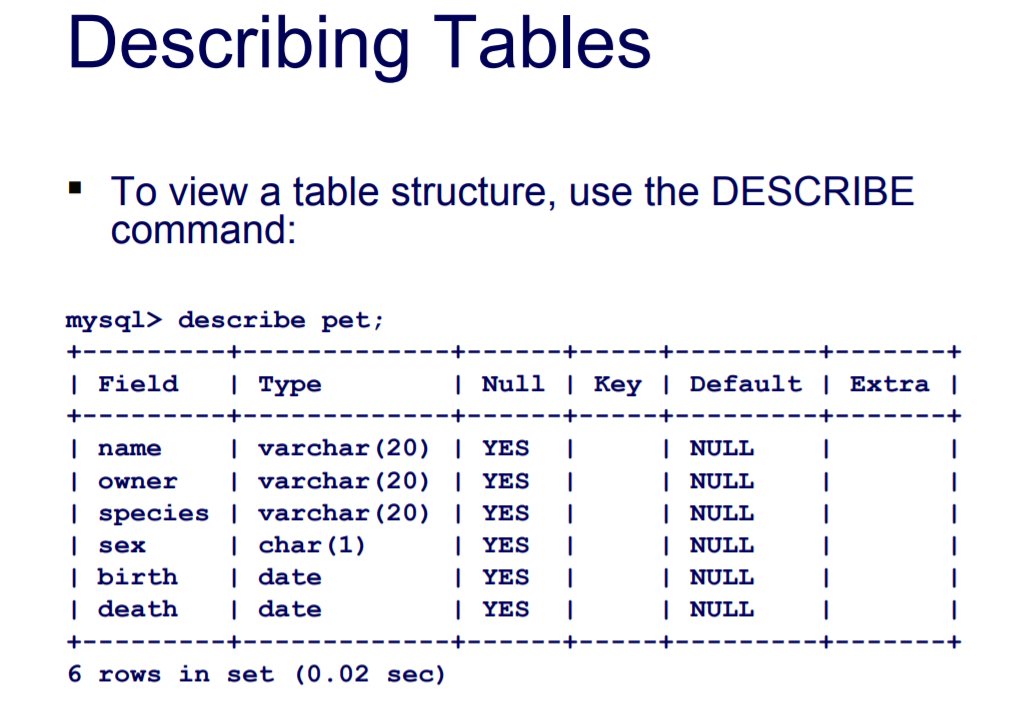 Describing Tables
▪ To view a table structure, use the DESCRIBE
command:
mysql> describe pet;
+---------+-------------+------+-----+---------+-------+
| Field   | Type        | Null | Key | Default | Extra |
+---------+-------------+------+-----+---------+-------+
| name    | varchar(20) | YES  |     | NULL    |       |
| owner   | varchar(20) | YES  |     | NULL    |       |
| species | varchar(20) | YES  |     | NULL    |       |
| sex     | char(1)     | YES  |     | NULL    |       |
| birth   | date        | YES  |     | NULL    |       |
| death   | date        | YES  |     | NULL    |       |
+---------+-------------+------+-----+---------+-------+
6 rows in set (0.02 sec)